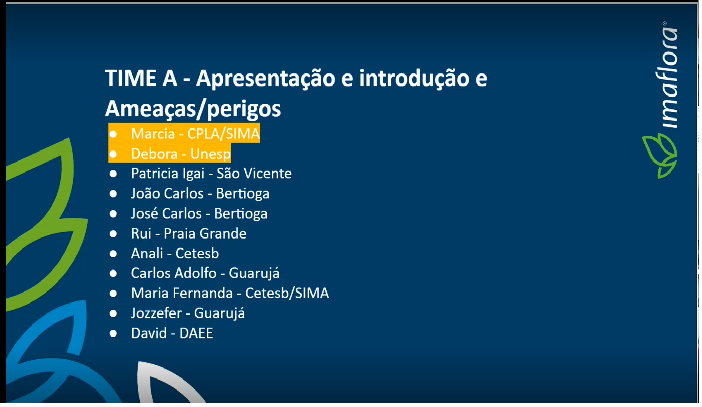 TIME A - Apresentação e introdução e
Ameaças/perigos
● Marcia - CPLA/SIMA
● Debora - Unesp
● Patricia Igai - São Vicente
● João Carlos - Bertioga
● José Carlos - Bertioga
● Rui - Praia Grande
● Anali - Cetesb
● Carlos Adolfo - Guarujá
● Maria Fernanda - Cetesb/SIMA
● Jozzefer - Guarujá
● David - DAEE
imaflora®